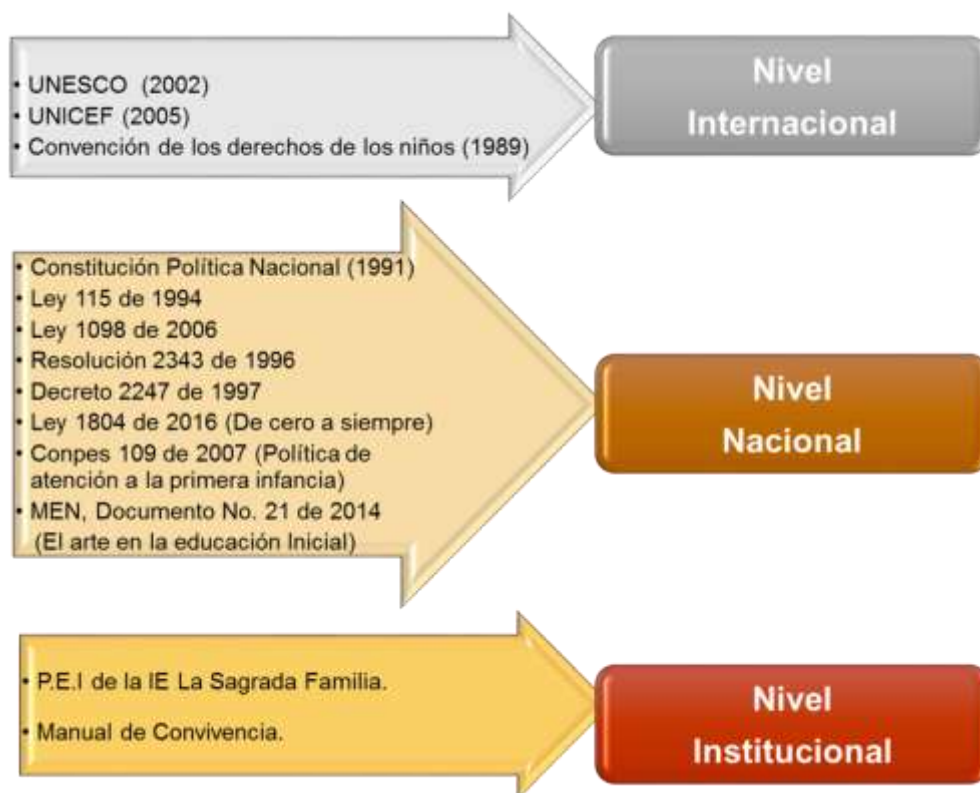 • UNESCO (2002)
• UNICEF (2005)
• Convención de los derechos de los niños (1989)
Nivel
Internacional
• Constitución Política Nacional (1991)
• Ley 115 de 1994
• Ley 1098 de 2006
• Resolución 2343 de 1996
• Decreto 2247 de 1997
• Ley 1804 de 2016 (De cero a siempre)
• Conpes 109 de 2007 (Política de
atención a la primera infancia)
• MEN, Documento No. 21 de 2014
(El arte en la educación Inicial)
Nivel
Nacional
• P.E.I de la IE La Sagrada Familia.
• Manual de Convivencia.
Nivel
Institucional